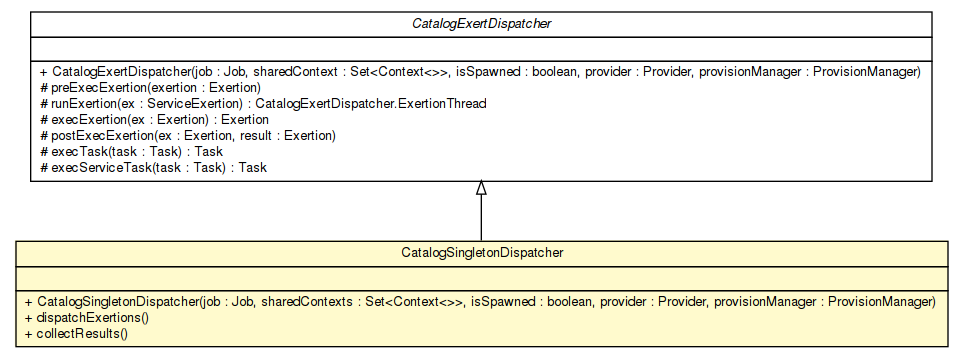 CatalogExertDispatcher
+ CatalogExertDispatcher(job : Job, sharedContext : Set<Context<>>, isSpawned : boolean, provider : Provider, provisionManager : ProvisionManager)
# preExecExertion(exertion : Exertion)
# runExertion(ex : ServiceExertion) : CatalogExertDispatcher.ExertionThread
# execExertion(ex : Exertion) : Exertion
# postExecExertion(ex : Exertion, result : Exertion)
# execTask(task : Task) : Task
# execServiceTask(task : Task) : Task
CatalogSingletonDispatcher
+ CatalogSingletonDispatcher(job : Job, sharedContexts : Set<Context<>>, isSpawned : boolean, provider : Provider, provisionManager : ProvisionManager)
+ dispatchExertions()
+ collectResults()